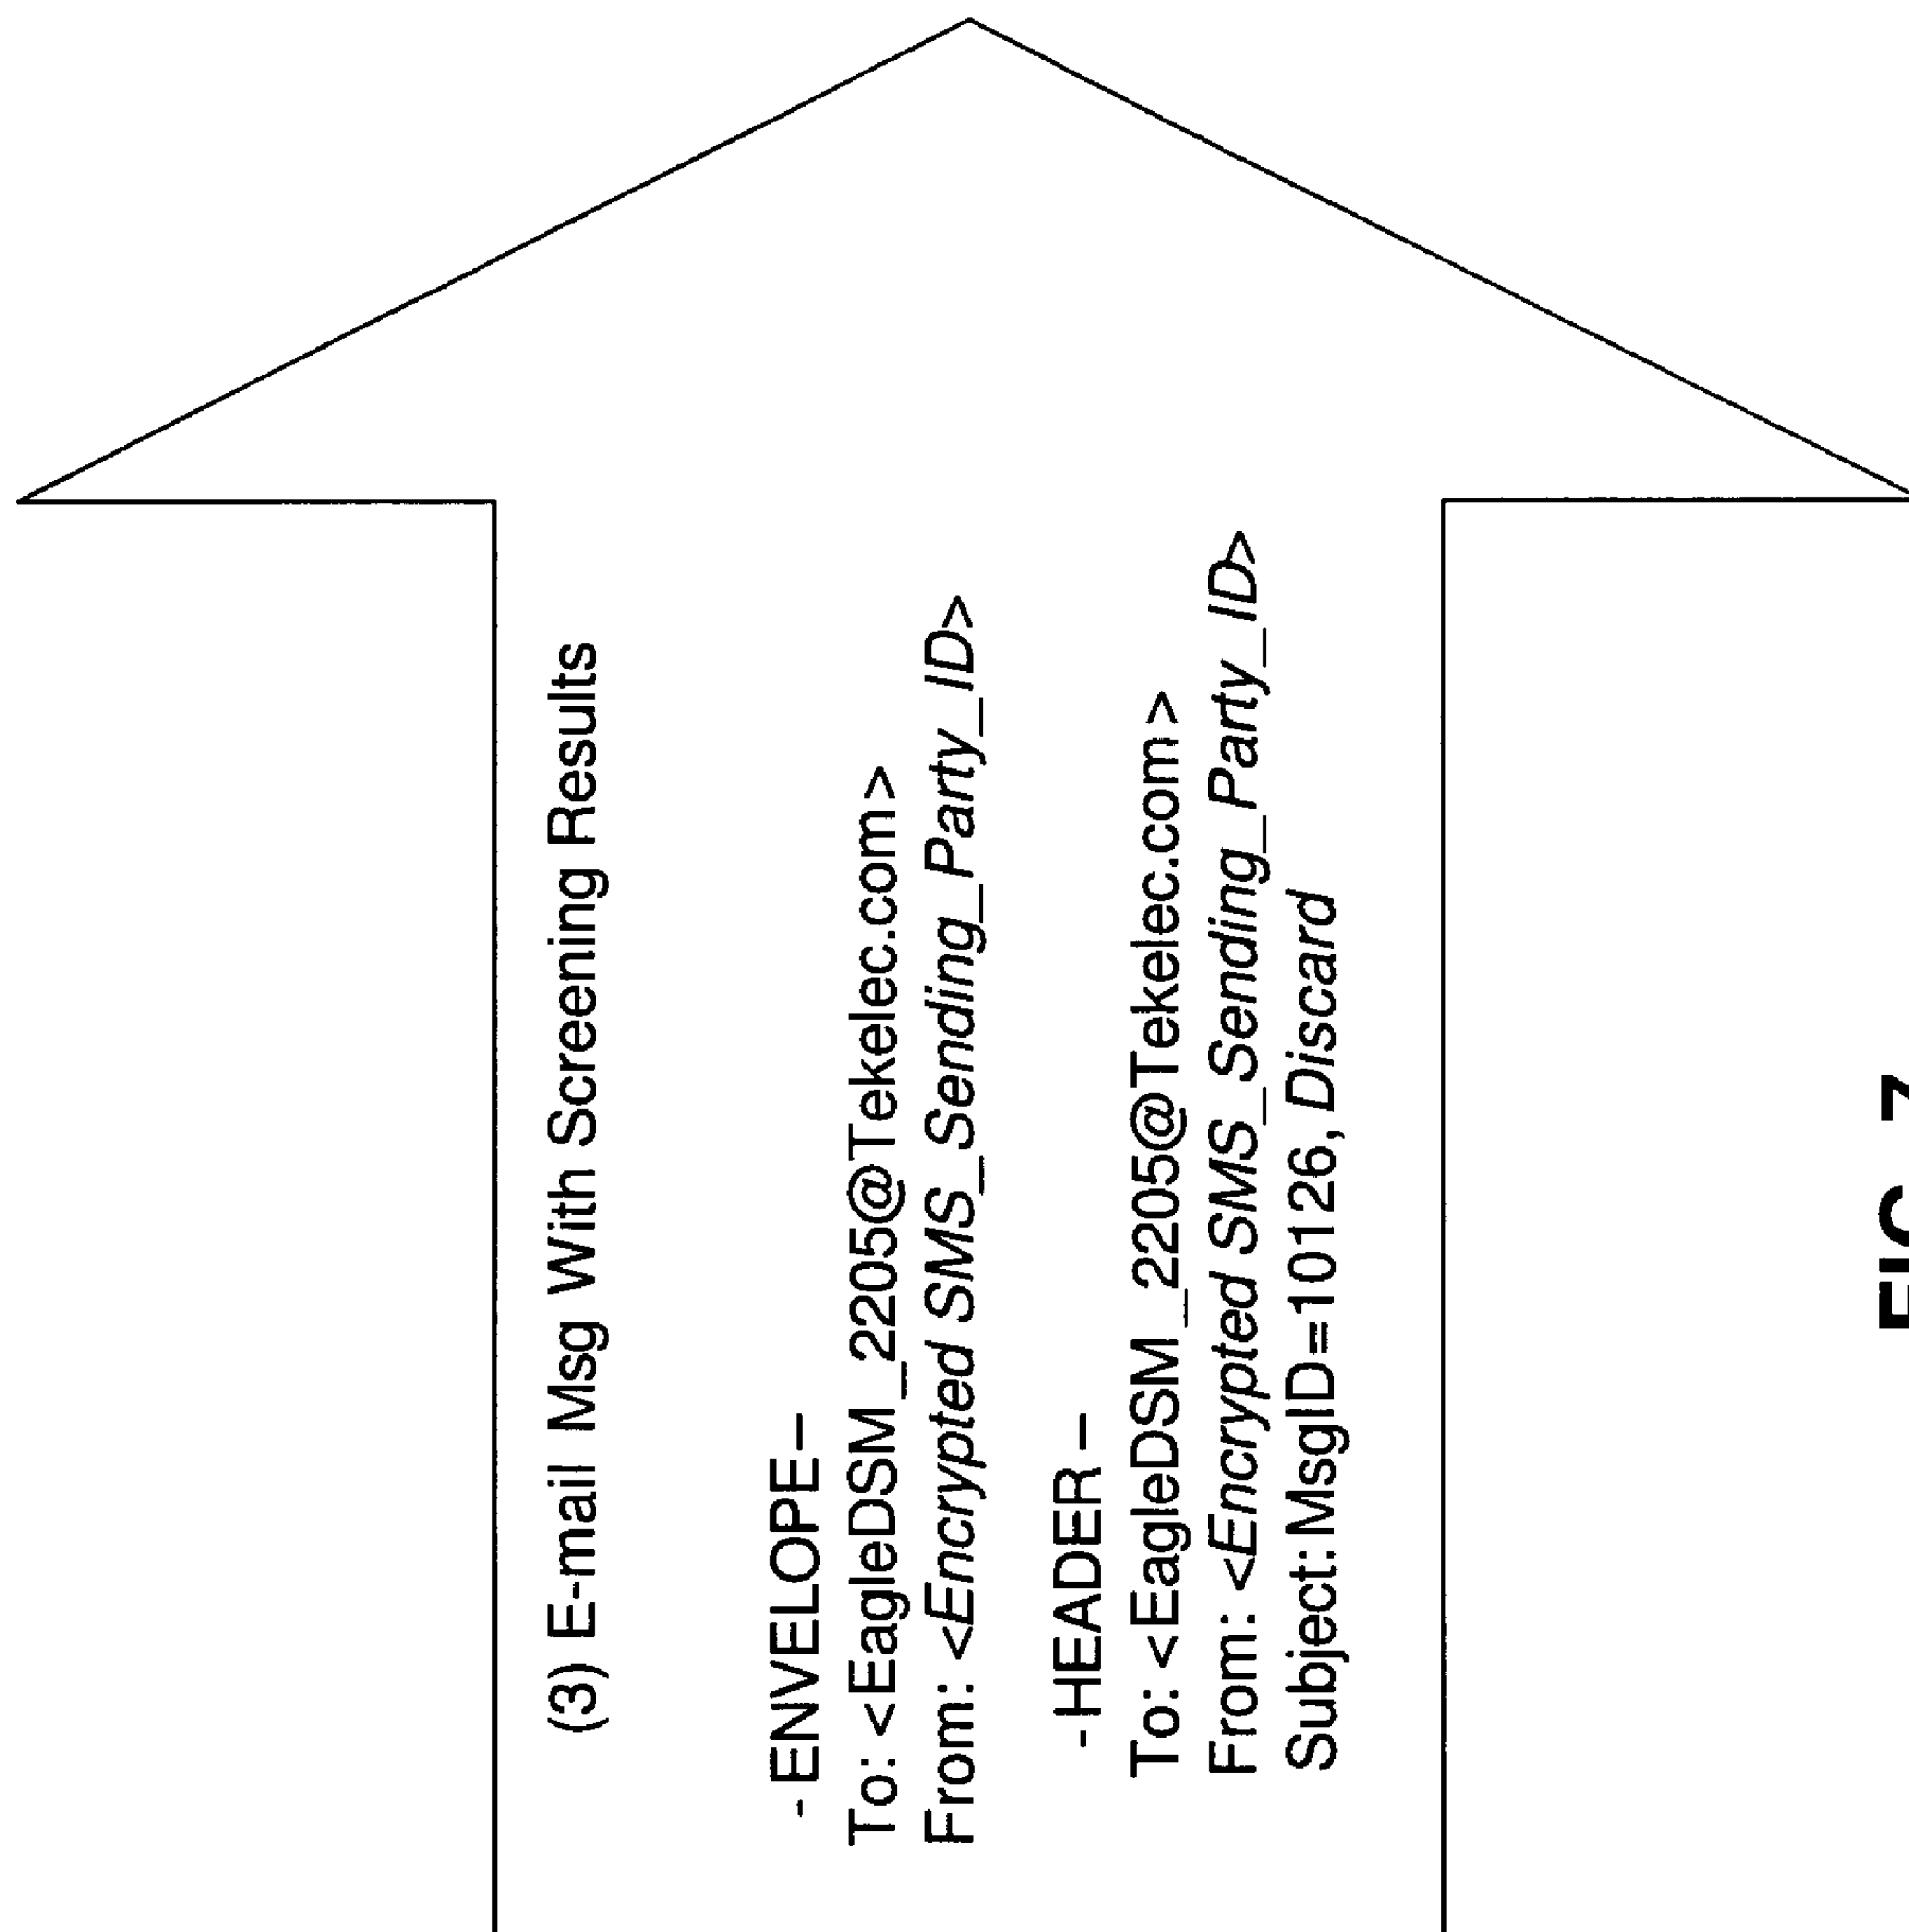 (3) E-mail Msg With Screening Results
-ENVELOPE-
To: <EagleDSM_2205@Tekelec.com>
From: <Encrypted SMS_Sending_Party_ID>
-HEADER-
To: <EagleDSM_2205@Tekelec.com>
From: <Encrypted SMS_Sending_Party_ID>
Subject: MsgID=10126, Discard